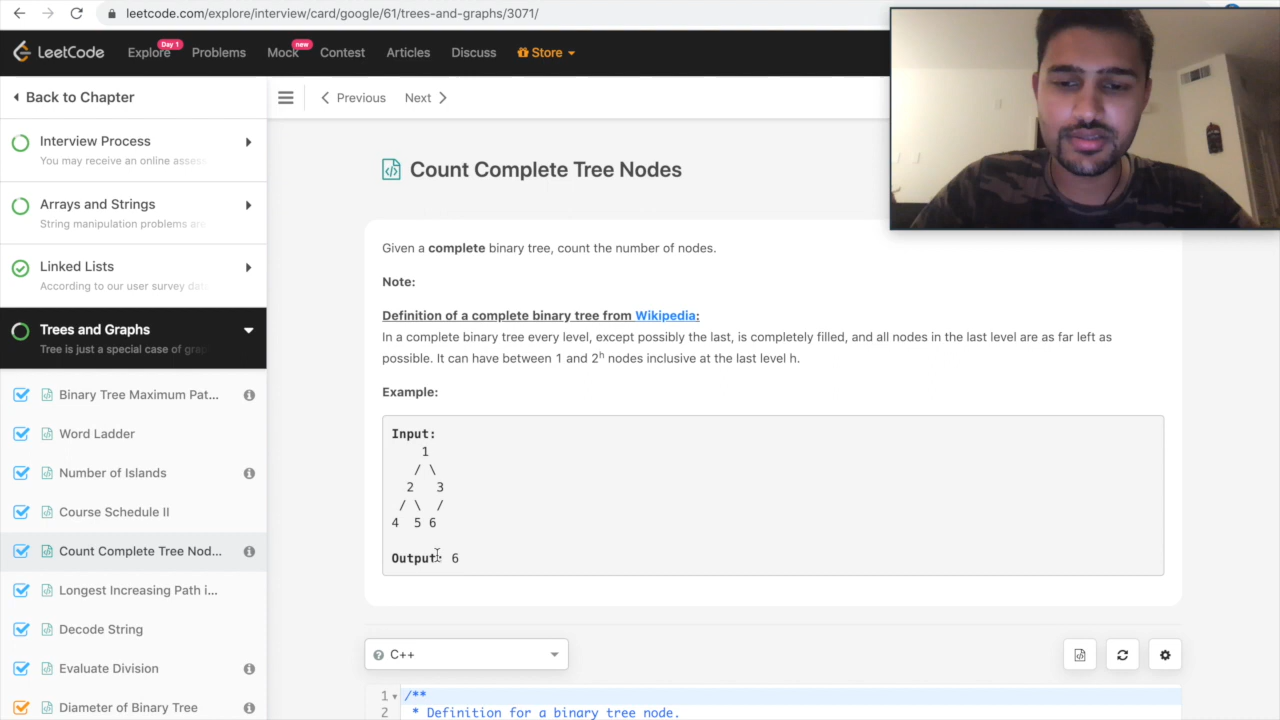 leetcode.com/explore/interview/card/google/61/trees-and-graphs/3071/
LeetCode Explore Day 1 Problems Mock new Contest Articles Discuss Store
Back to Chapter
Previous Next
Interview Process
You may receive an online assess
Arrays and Strings
String manipulation problems are
Linked Lists
According to our user survey dat
Trees and Graphs
Tree is just a special case of grap
Binary Tree Maximum Pat...
Word Ladder
Number of Islands
Course Schedule II
Count Complete Tree Nod...
Longest Increasing Path i...
Decode String
Evaluate Division
Diameter of Binary Tree
Count Complete Tree Nodes
Given a complete binary tree, count the number of nodes.
Note:
Definition of a complete binary tree from Wikipedia:
In a complete binary tree every level, except possibly the last, is completely filled, and all nodes in the last level are as far left as
possible. It can have between 1 and 2ʰ nodes inclusive at the last level h.
Example:
Input:
1
/ \
2 3
/ \ /
4 5 6
Output: 6
C++
1 /**
2 * Definition for a binary tree node.